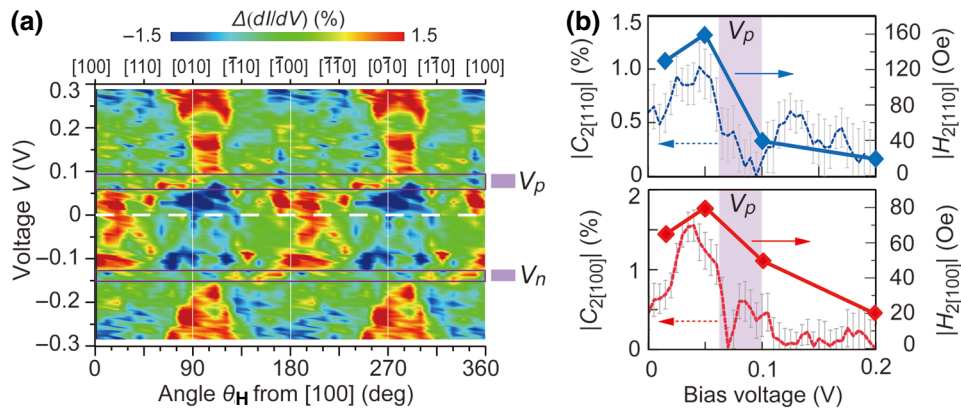 (a)
Δ(dI/dV) (%)
−1.5 1.5
[100] [110] [010] [1̅10] [1̅00] [1̅1̅0] [01̅0] [11̅0] [100]
Voltage V (V)
0.3
0.2
0.1
0
−0.1
−0.2
−0.3
Vp
Vn
0 90 180 270 360
Angle θH from [100] (deg)
(b)
Vp
|C2[110]| (%)
1.5
1.0
0.5
0
160
120
80
40
0
|H2[110]| (Oe)
Vp
|C2[100]| (%)
2
1
0
80
60
40
20
0
|H2[100]| (Oe)
0 0.1 0.2
Bias voltage (V)